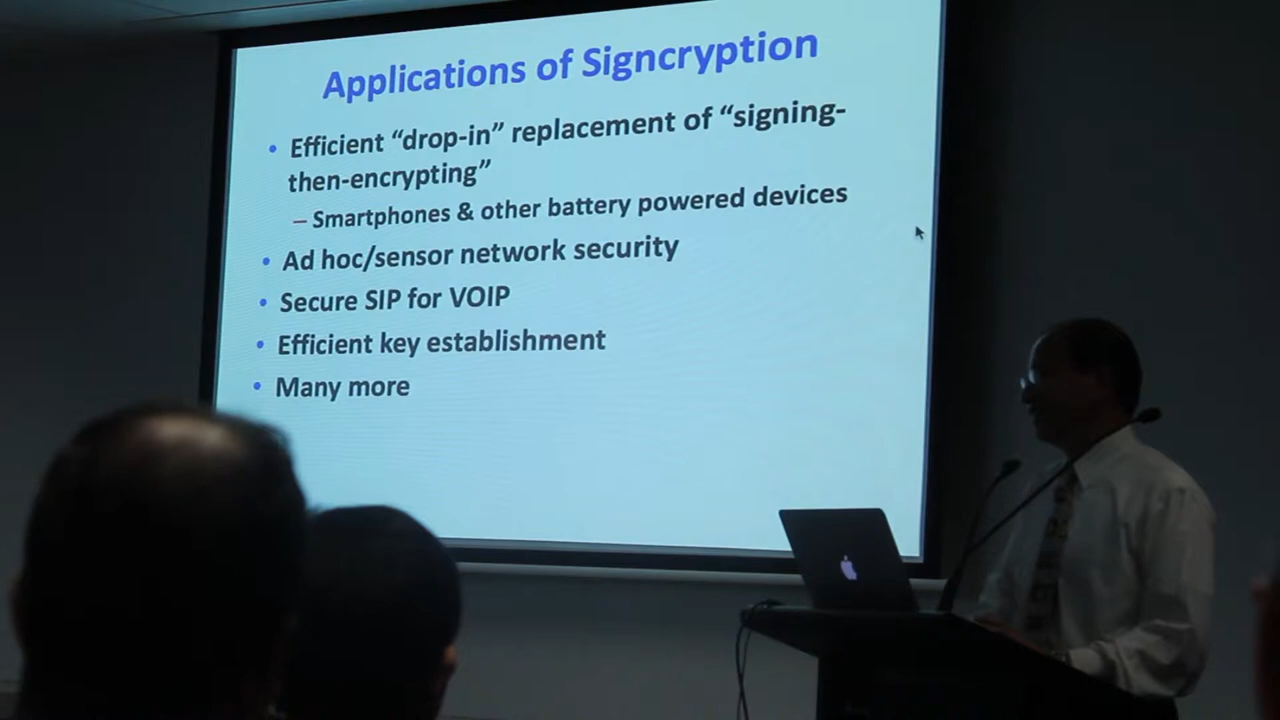 Applications of Signcryption
• Efficient “drop-in” replacement of “signing-
then-encrypting”
– Smartphones & other battery powered devices
• Ad hoc/sensor network security
• Secure SIP for VOIP
• Efficient key establishment
• Many more